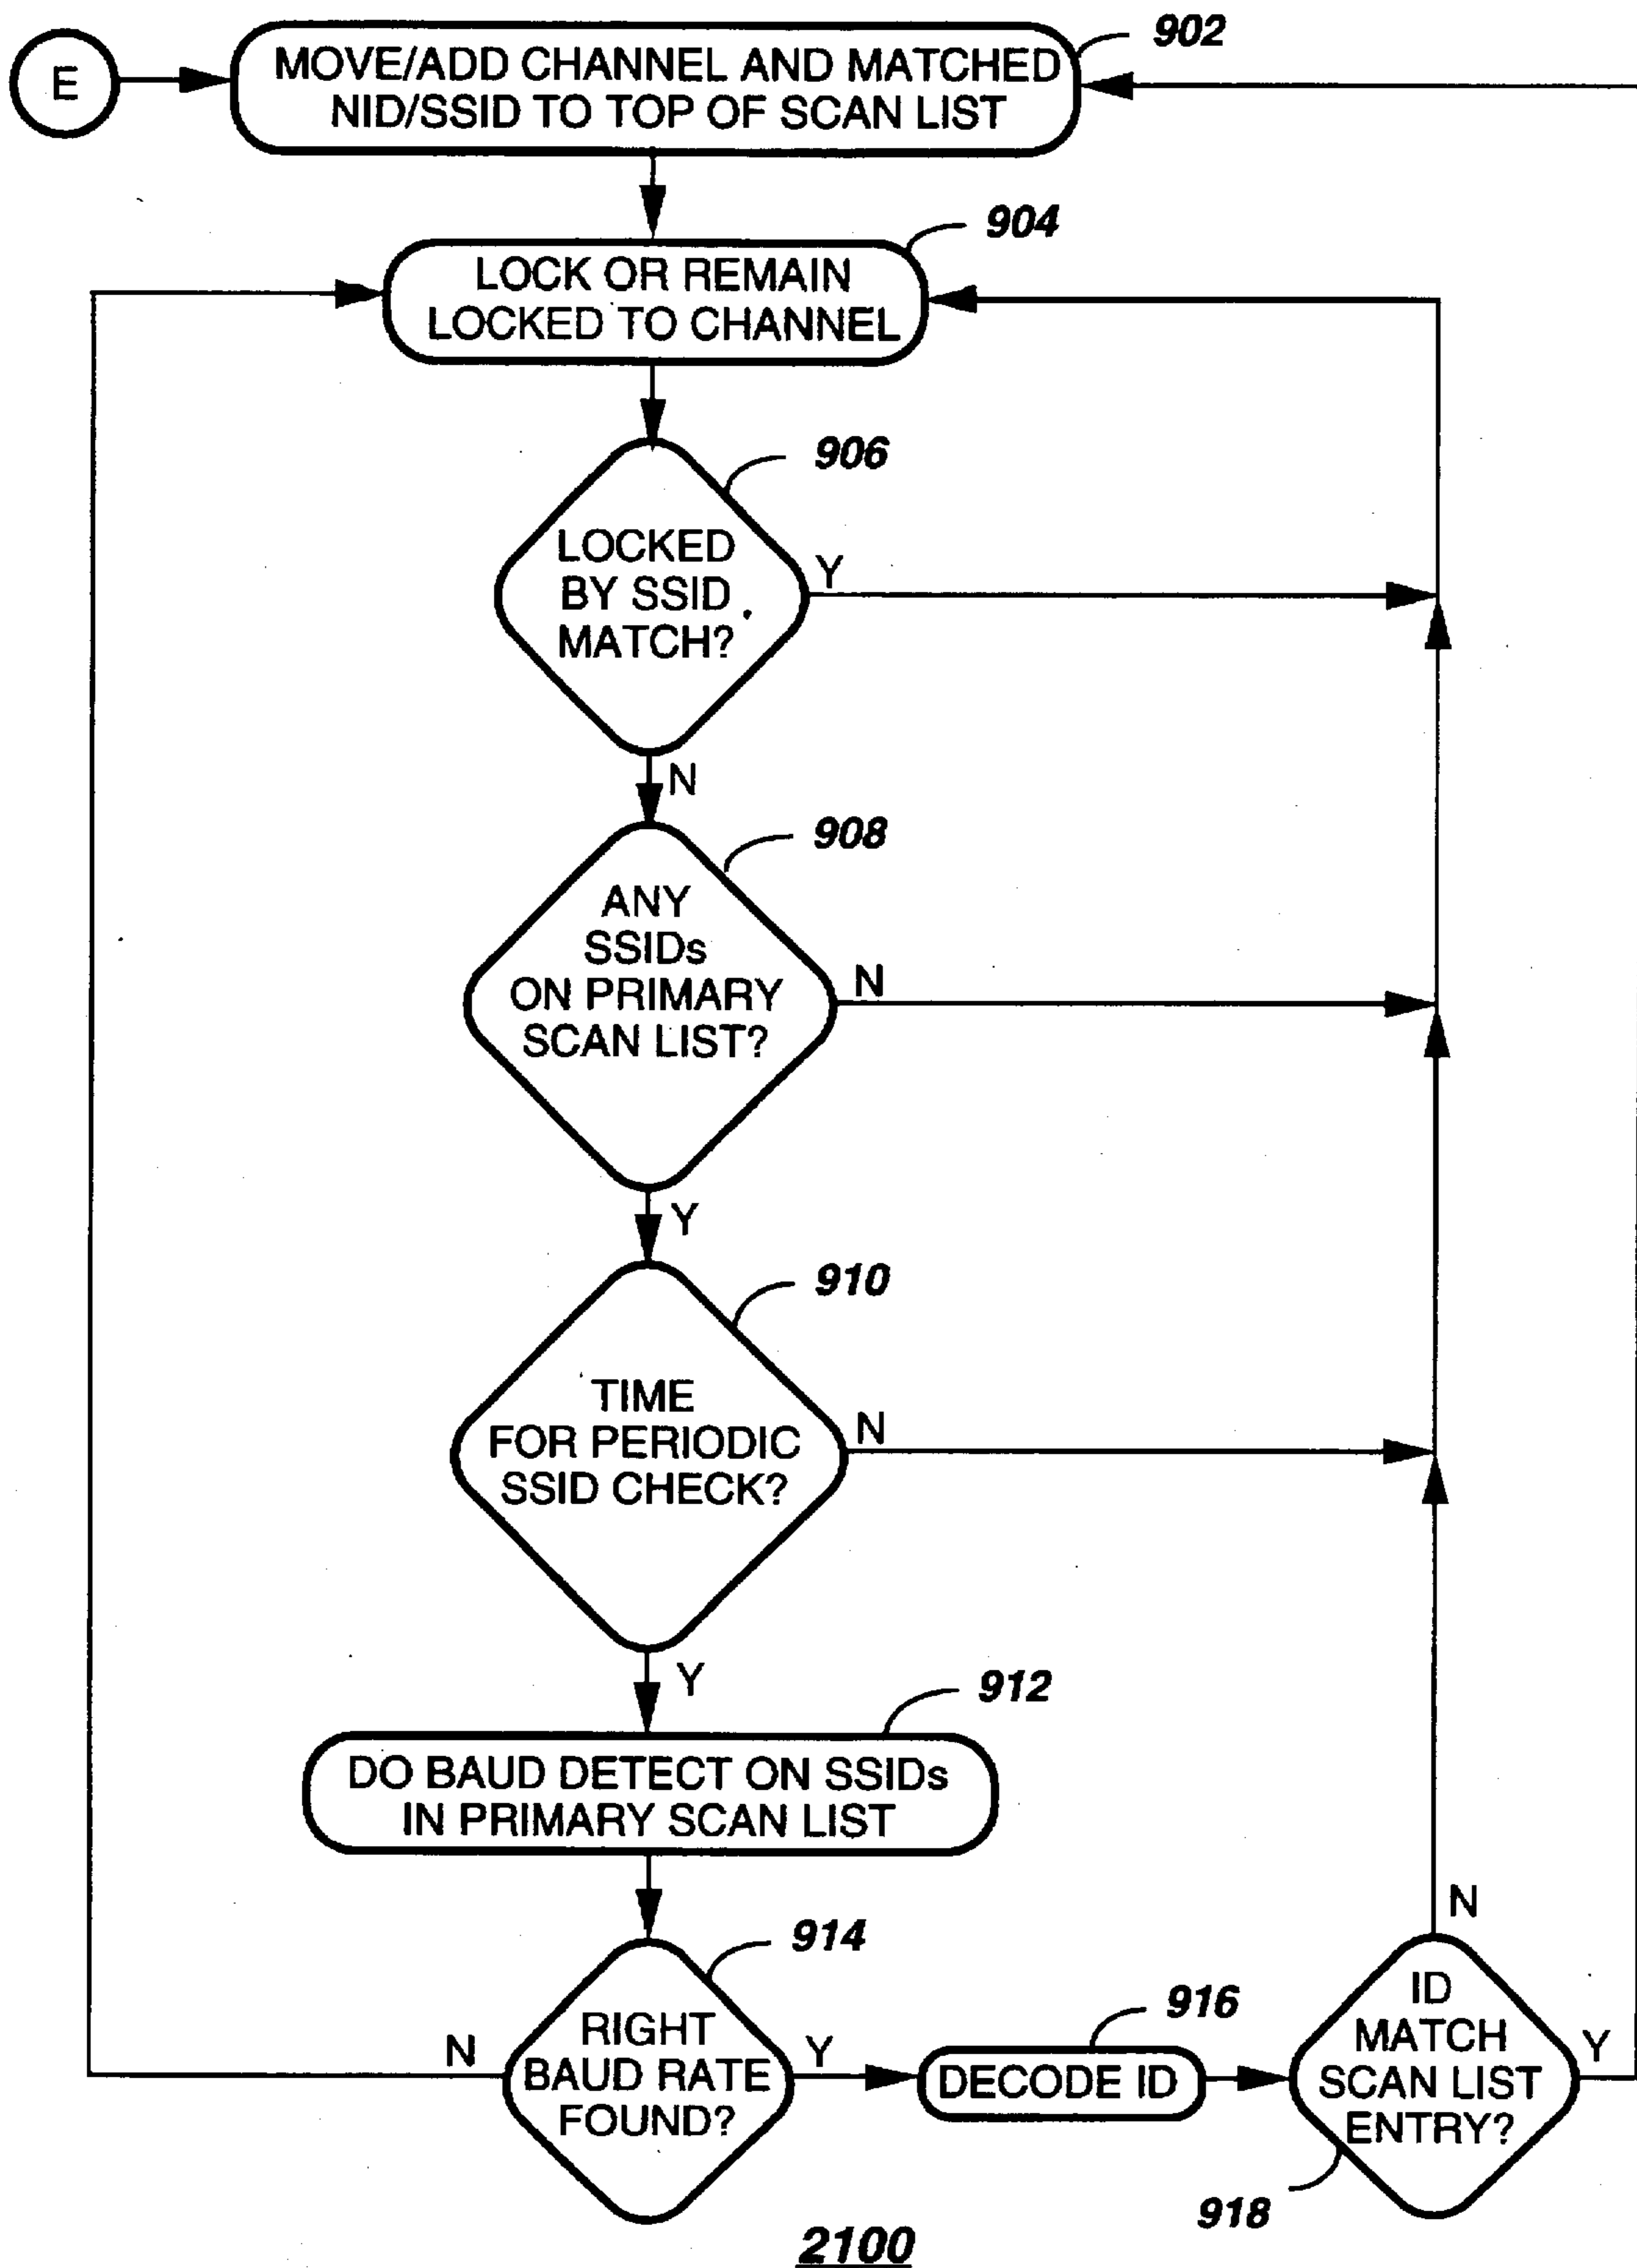 902
E
MOVE/ADD CHANNEL AND MATCHED
NID/SSID TO TOP OF SCAN LIST
904
LOCK OR REMAIN
LOCKED TO CHANNEL
906
LOCKED
BY SSID
MATCH?
Y
N
908
ANY
SSIDs
ON PRIMARY
SCAN LIST?
N
Y
910
TIME
FOR PERIODIC
SSID CHECK?
N
Y
912
DO BAUD DETECT ON SSIDs
IN PRIMARY SCAN LIST
914
RIGHT
BAUD RATE
FOUND?
N
Y
916
DECODE ID
N
ID
MATCH
SCAN LIST
ENTRY?
Y
918
2100